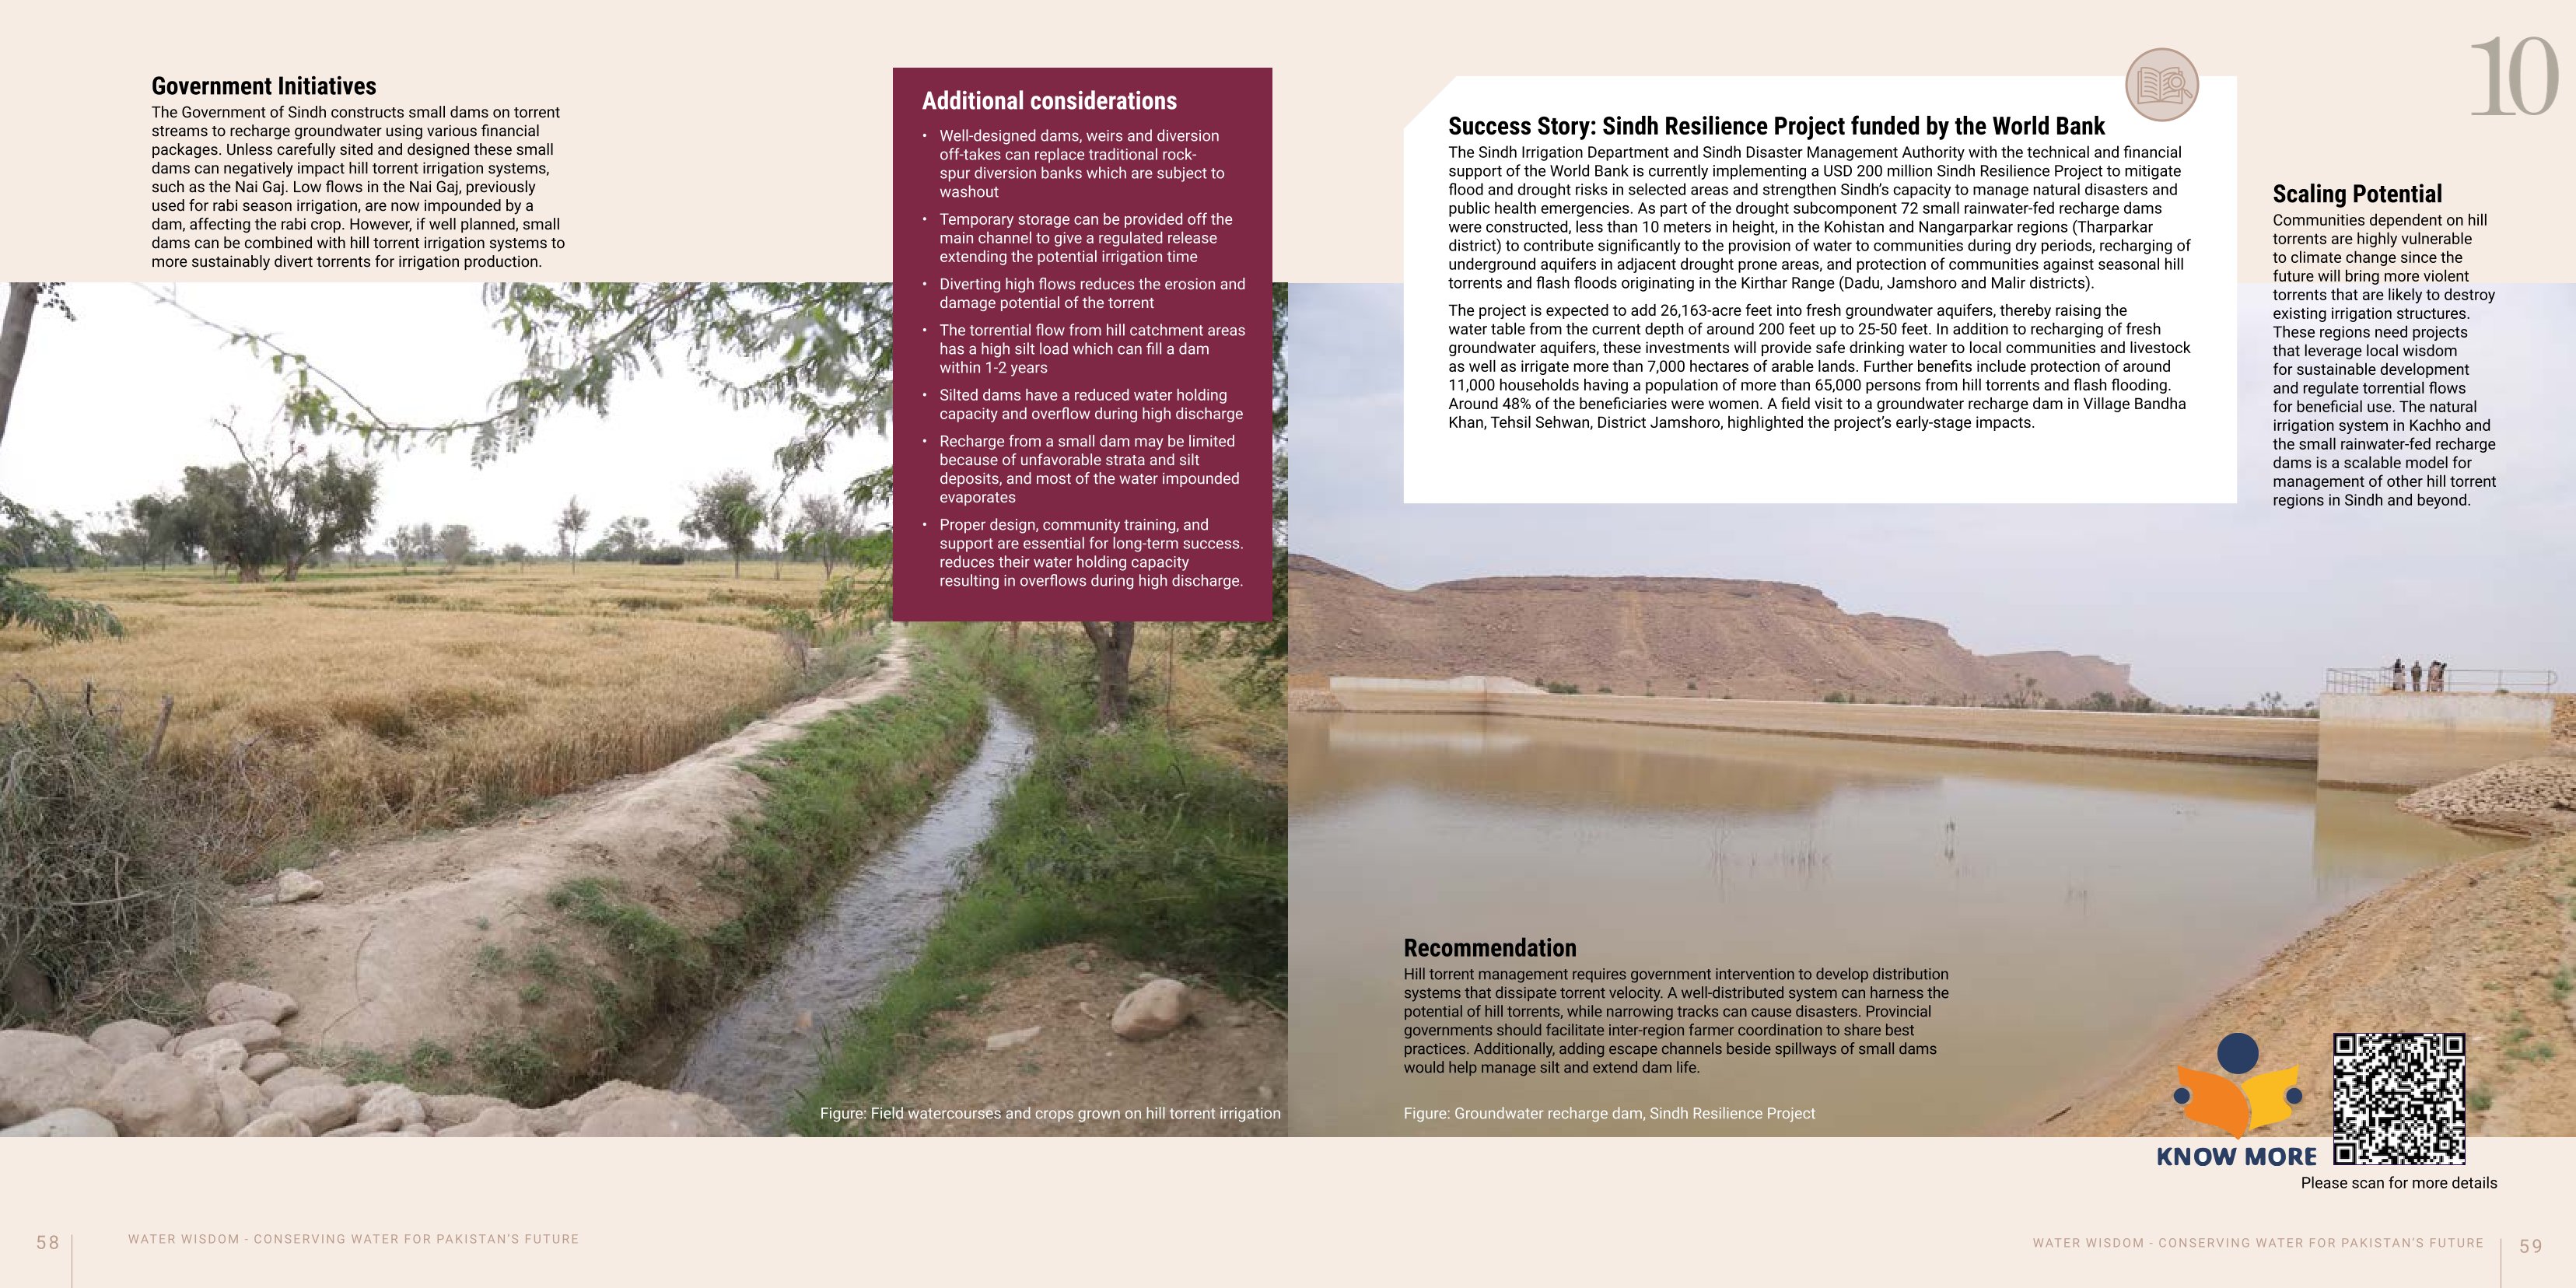 Government Initiatives
The Government of Sindh constructs small dams on torrent
streams to recharge groundwater using various financial
packages. Unless carefully sited and designed these small
dams can negatively impact hill torrent irrigation systems,
such as the Nai Gaj. Low flows in the Nai Gaj, previously
used for rabi season irrigation, are now impounded by a
dam, affecting the rabi crop. However, if well planned, small
dams can be combined with hill torrent irrigation systems to
more sustainably divert torrents for irrigation production.
Additional considerations
• Well-designed dams, weirs and diversion
off-takes can replace traditional rock-
spur diversion banks which are subject to
washout
• Temporary storage can be provided off the
main channel to give a regulated release
extending the potential irrigation time
• Diverting high flows reduces the erosion and
damage potential of the torrent
• The torrential flow from hill catchment areas
has a high silt load which can fill a dam
within 1-2 years
• Silted dams have a reduced water holding
capacity and overflow during high discharge
• Recharge from a small dam may be limited
because of unfavorable strata and silt
deposits, and most of the water impounded
evaporates
• Proper design, community training, and
support are essential for long-term success.
reduces their water holding capacity
resulting in overflows during high discharge.
Figure: Field watercourses and crops grown on hill torrent irrigation
58
WATER WISDOM - CONSERVING WATER FOR PAKISTAN'S FUTURE
10
Success Story: Sindh Resilience Project funded by the World Bank
The Sindh Irrigation Department and Sindh Disaster Management Authority with the technical and financial
support of the World Bank is currently implementing a USD 200 million Sindh Resilience Project to mitigate
flood and drought risks in selected areas and strengthen Sindh's capacity to manage natural disasters and
public health emergencies. As part of the drought subcomponent 72 small rainwater-fed recharge dams
were constructed, less than 10 meters in height, in the Kohistan and Nangarparkar regions (Tharparkar
district) to contribute significantly to the provision of water to communities during dry periods, recharging of
underground aquifers in adjacent drought prone areas, and protection of communities against seasonal hill
torrents and flash floods originating in the Kirthar Range (Dadu, Jamshoro and Malir districts).
The project is expected to add 26,163-acre feet into fresh groundwater aquifers, thereby raising the
water table from the current depth of around 200 feet up to 25-50 feet. In addition to recharging of fresh
groundwater aquifers, these investments will provide safe drinking water to local communities and livestock
as well as irrigate more than 7,000 hectares of arable lands. Further benefits include protection of around
11,000 households having a population of more than 65,000 persons from hill torrents and flash flooding.
Around 48% of the beneficiaries were women. A field visit to a groundwater recharge dam in Village Bandha
Khan, Tehsil Sehwan, District Jamshoro, highlighted the project's early-stage impacts.
Scaling Potential
Communities dependent on hill
torrents are highly vulnerable
to climate change since the
future will bring more violent
torrents that are likely to destroy
existing irrigation structures.
These regions need projects
that leverage local wisdom
for sustainable development
and regulate torrential flows
for beneficial use. The natural
irrigation system in Kachho and
the small rainwater-fed recharge
dams is a scalable model for
management of other hill torrent
regions in Sindh and beyond.
Recommendation
Hill torrent management requires government intervention to develop distribution
systems that dissipate torrent velocity. A well-distributed system can harness the
potential of hill torrents, while narrowing tracks can cause disasters. Provincial
governments should facilitate inter-region farmer coordination to share best
practices. Additionally, adding escape channels beside spillways of small dams
would help manage silt and extend dam life.
Figure: Groundwater recharge dam, Sindh Resilience Project
KNOW MORE
Please scan for more details
WATER WISDOM - CONSERVING WATER FOR PAKISTAN'S FUTURE
59